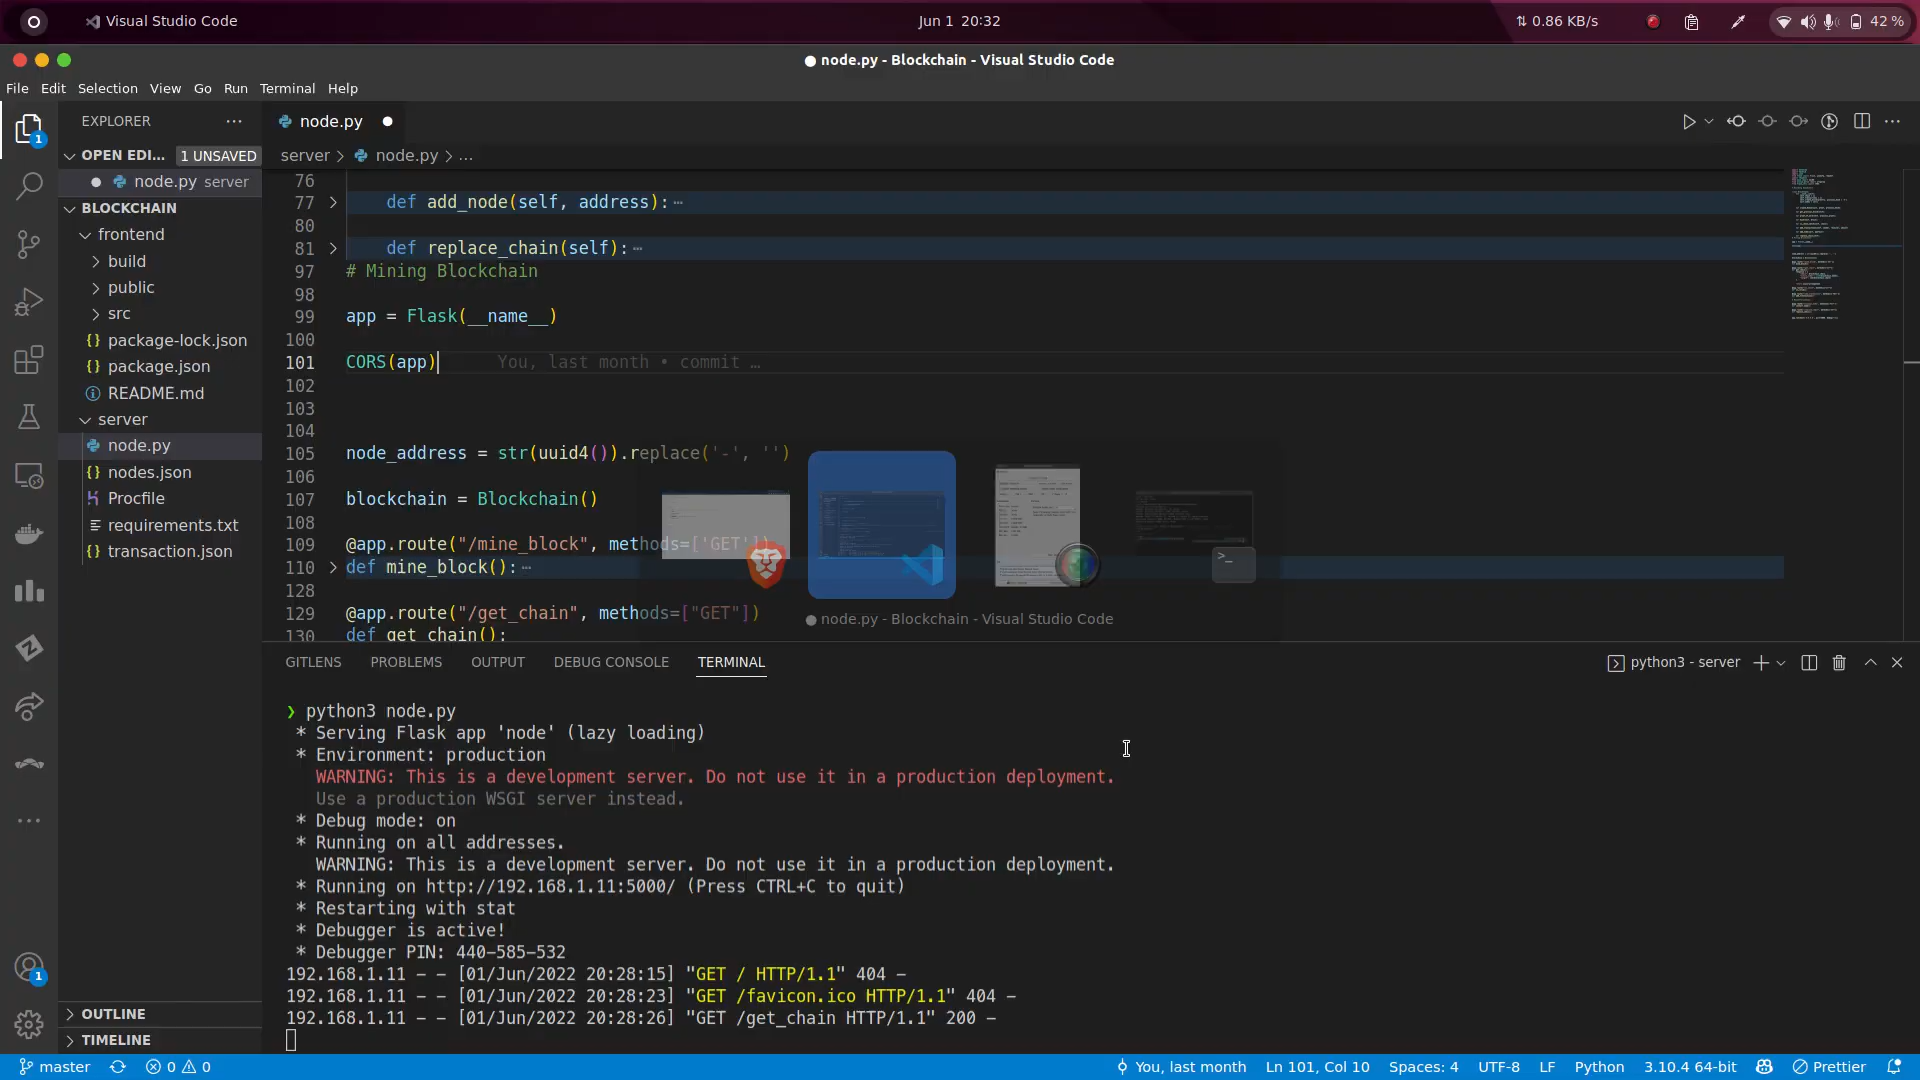 Visual Studio Code
Jun 1 20:32
0.86 KB/s
42 %
● node.py - Blockchain - Visual Studio Code
File Edit Selection View Go Run Terminal Help
EXPLORER
OPEN EDI... 1 UNSAVED
node.py server
BLOCKCHAIN
frontend
build
public
src
package-lock.json
package.json
README.md
server
node.py
nodes.json
Procfile
requirements.txt
transaction.json
OUTLINE
TIMELINE
1
1
node.py
server > node.py > ...
76
77 def add_node(self, address):
80
81 def replace_chain(self):
97 # Mining Blockchain
98
99 app = Flask(__name__)
100
101 CORS(app) You, last month • commit …
102
103
104
105 node_address = str(uuid4()).replace('-', '')
106
107 blockchain = Blockchain()
108
109 @app.route("/mine_block", methods=['GET'])
110 def mine_block():
128
129 @app.route("/get_chain", methods=["GET"])
130 def get_chain():
● node.py - Blockchain - Visual Studio Code
GITLENS PROBLEMS OUTPUT DEBUG CONSOLE TERMINAL
python3 - server
❯ python3 node.py
* Serving Flask app 'node' (lazy loading)
* Environment: production
WARNING: This is a development server. Do not use it in a production deployment.
Use a production WSGI server instead.
* Debug mode: on
* Running on all addresses.
WARNING: This is a development server. Do not use it in a production deployment.
* Running on http://192.168.1.11:5000/ (Press CTRL+C to quit)
* Restarting with stat
* Debugger is active!
* Debugger PIN: 440-585-532
192.168.1.11 - - [01/Jun/2022 20:28:15] "GET / HTTP/1.1" 404 -
192.168.1.11 - - [01/Jun/2022 20:28:23] "GET /favicon.ico HTTP/1.1" 404 -
192.168.1.11 - - [01/Jun/2022 20:28:26] "GET /get_chain HTTP/1.1" 200 -
master 0 0 You, last month Ln 101, Col 10 Spaces: 4 UTF-8 LF Python 3.10.4 64-bit Prettier